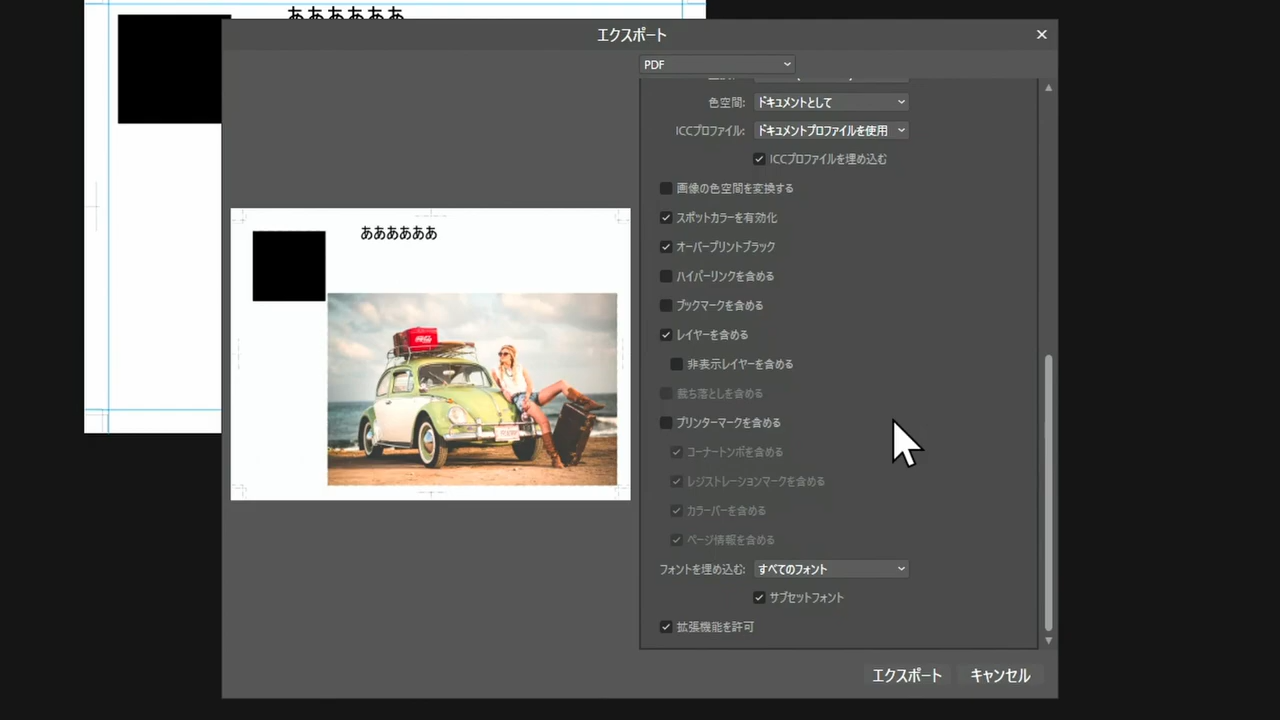 ああああああ
エクスポート
PDF
色空間: ドキュメントとして
ICCプロファイル: ドキュメントプロファイルを使用
ICCプロファイルを埋め込む
画像の色空間を変換する
スポットカラーを有効化
オーバープリントブラック
ハイパーリンクを含める
ブックマークを含める
レイヤーを含める
非表示レイヤーを含める
裁ち落としを含める
プリンターマークを含める
コーナートンボを含める
レジストレーションマークを含める
カラーバーを含める
ページ情報を含める
フォントを埋め込む: すべてのフォント
サブセットフォント
拡張機能を許可
エクスポート キャンセル
ああああああ